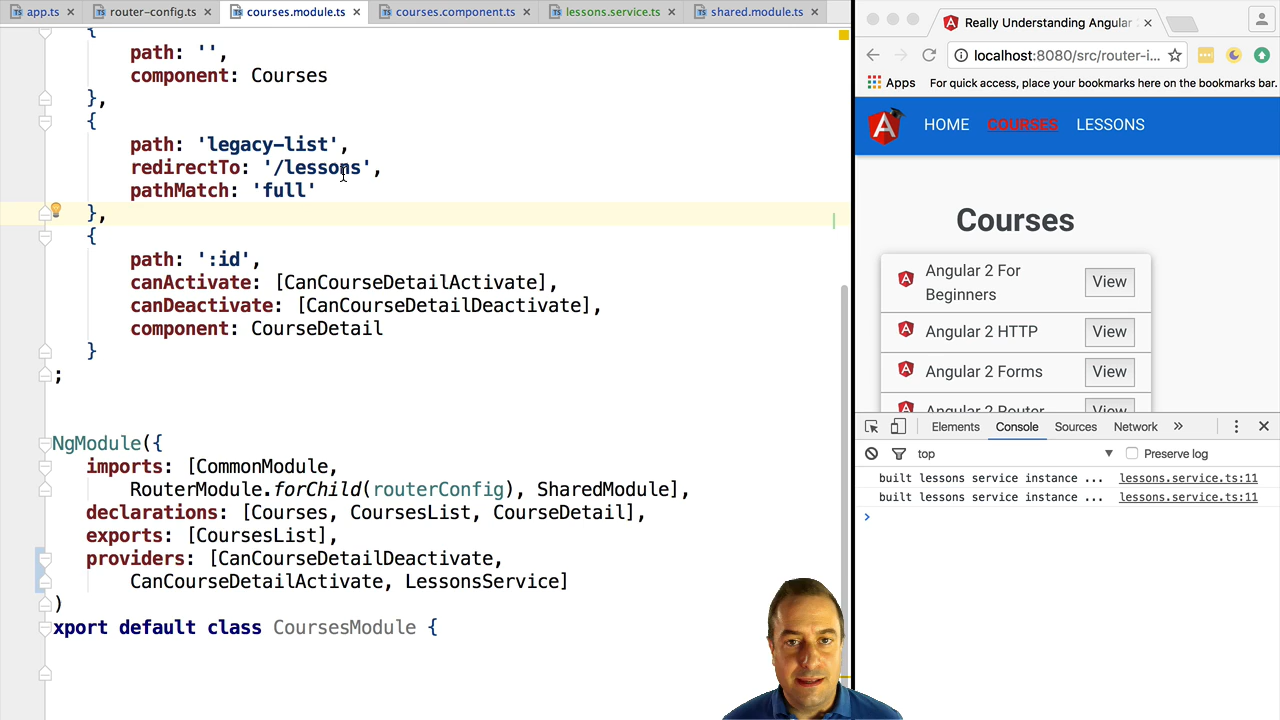 app.ts
router-config.ts
courses.module.ts
courses.component.ts
lessons.service.ts
shared.module.ts
{
path: '',
component: Courses
},
{
path: 'legacy-list',
redirectTo: '/lessons',
pathMatch: 'full'
},
{
path: ':id',
canActivate: [CanCourseDetailActivate],
canDeactivate: [CanCourseDetailDeactivate],
component: CourseDetail
}
;
NgModule({
imports: [CommonModule,
RouterModule.forChild(routerConfig), SharedModule],
declarations: [Courses, CoursesList, CourseDetail],
exports: [CoursesList],
providers: [CanCourseDetailDeactivate,
CanCourseDetailActivate, LessonsService]
)
xport default class CoursesModule {
Really Understanding Angular
localhost:8080/src/router-i...
Apps
For quick access, place your bookmarks here on the bookmarks bar.
HOME COURSES LESSONS
Courses
Angular 2 For
Beginners
View
Angular 2 HTTP
View
Angular 2 Forms
View
Angular 2 Router
View
Elements Console Sources Network
top
Preserve log
built lessons service instance ... lessons.service.ts:11
built lessons service instance ... lessons.service.ts:11